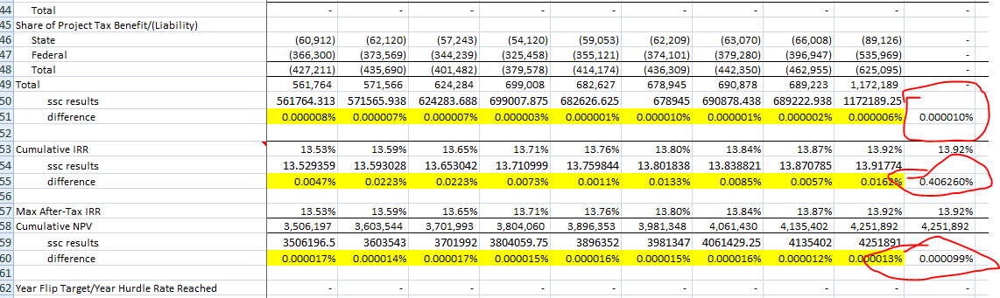 44 Total - - - - - - - - - -
45 Share of Project Tax Benefit/(Liability)
46 State (60,912) (62,120) (57,243) (54,120) (59,053) (62,209) (63,070) (66,008) (89,126) -
47 Federal (366,300) (373,569) (344,239) (325,458) (355,121) (374,101) (379,280) (396,947) (535,969) -
48 Total (427,211) (435,690) (401,482) (379,578) (414,174) (436,309) (442,350) (462,955) (625,095) -
49 Total 561,764 571,566 624,284 699,008 682,627 678,945 690,878 689,223 1,172,189 -
50 ssc results 561764.313 571565.938 624283.688 699007.875 682626.625 678945 690878.438 689222.938 1172189.25
51 difference 0.000008% 0.000007% 0.000007% 0.000003% 0.000001% 0.000010% 0.000001% 0.000002% 0.000006% 0.000010%
52
53 Cumulative IRR 13.53% 13.59% 13.65% 13.71% 13.76% 13.80% 13.84% 13.87% 13.92% 13.92%
54 ssc results 13.529359 13.593028 13.653042 13.710999 13.759844 13.801838 13.838821 13.870785 13.91774
55 difference 0.0047% 0.0223% 0.0223% 0.0073% 0.0011% 0.0133% 0.0085% 0.0057% 0.0162% 0.406260%
56
57 Max After-Tax IRR 13.53% 13.59% 13.65% 13.71% 13.76% 13.80% 13.84% 13.87% 13.92% 13.92%
58 Cumulative NPV 3,506,197 3,603,544 3,701,993 3,804,060 3,896,353 3,981,348 4,061,430 4,135,402 4,251,892 4,251,892
59 ssc results 3506196.5 3603543 3701992 3804059.75 3896352 3981347 4061429.25 4135402 4251891
60 difference 0.000017% 0.000014% 0.000017% 0.000015% 0.000016% 0.000015% 0.000016% 0.000012% 0.000013% 0.000099%
61
62 Year Flip Target/Year Hurdle Rate Reached - - - - - - - - - -